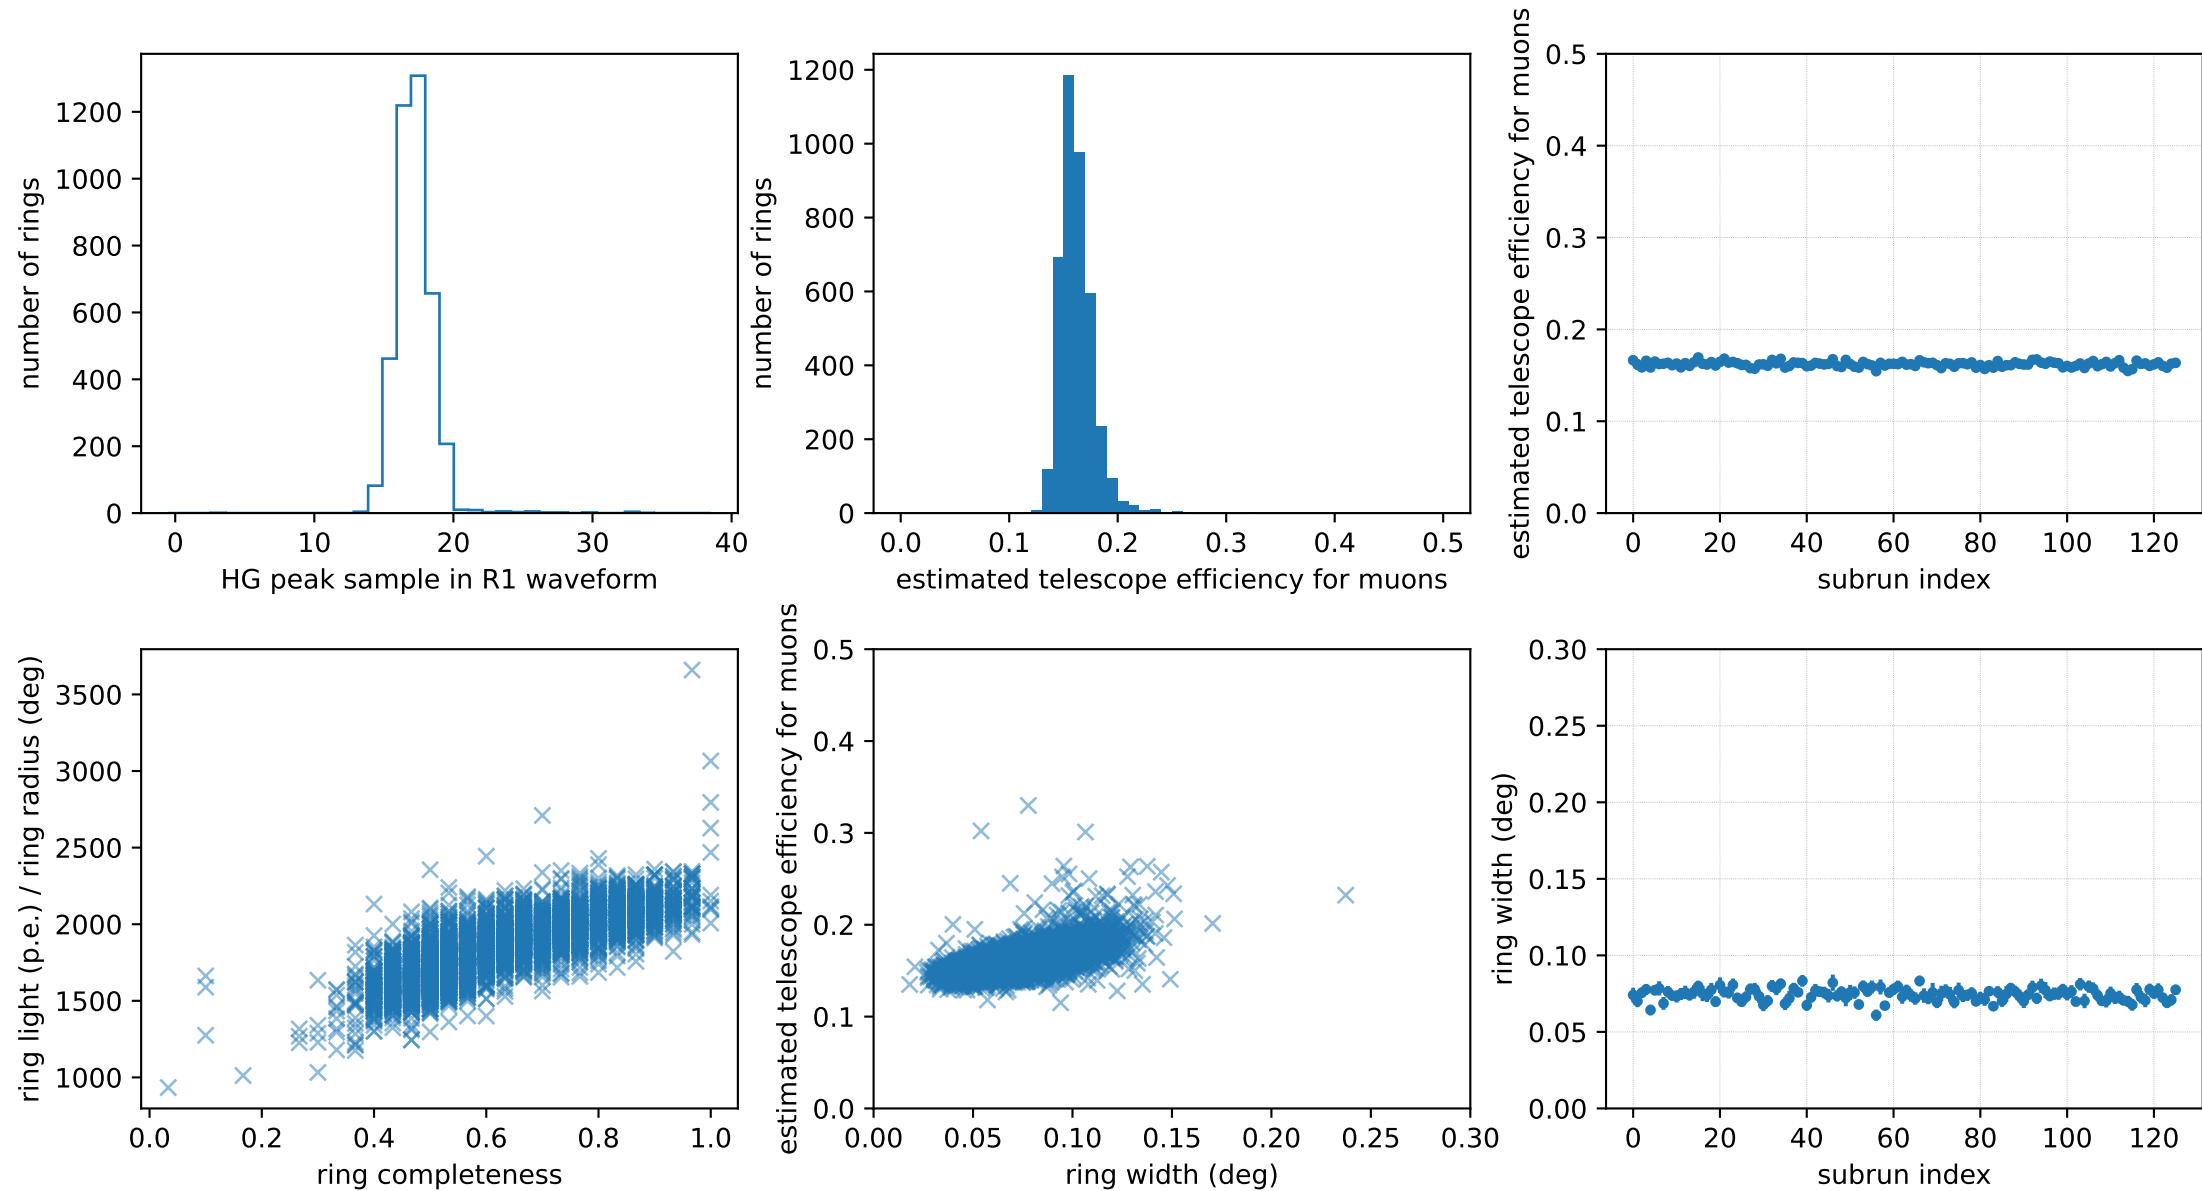 number of rings
1200
1000
800
600
400
200
0
0 10 20 30 40
HG peak sample in R1 waveform
number of rings
1200
1000
800
600
400
200
0
0.0 0.1 0.2 0.3 0.4 0.5
estimated telescope efficiency for muons
estimated telescope efficiency for muons
0.5
0.4
0.3
0.2
0.1
0.0
0 20 40 60 80 100 120
subrun index
ring light (p.e.) / ring radius (deg)
3500
3000
2500
2000
1500
1000
0.0 0.2 0.4 0.6 0.8 1.0
ring completeness
estimated telescope efficiency for muons
0.5
0.4
0.3
0.2
0.1
0.0
0.00 0.05 0.10 0.15 0.20 0.25 0.30
ring width (deg)
ring width (deg)
0.30
0.25
0.20
0.15
0.10
0.05
0.00
0 20 40 60 80 100 120
subrun index